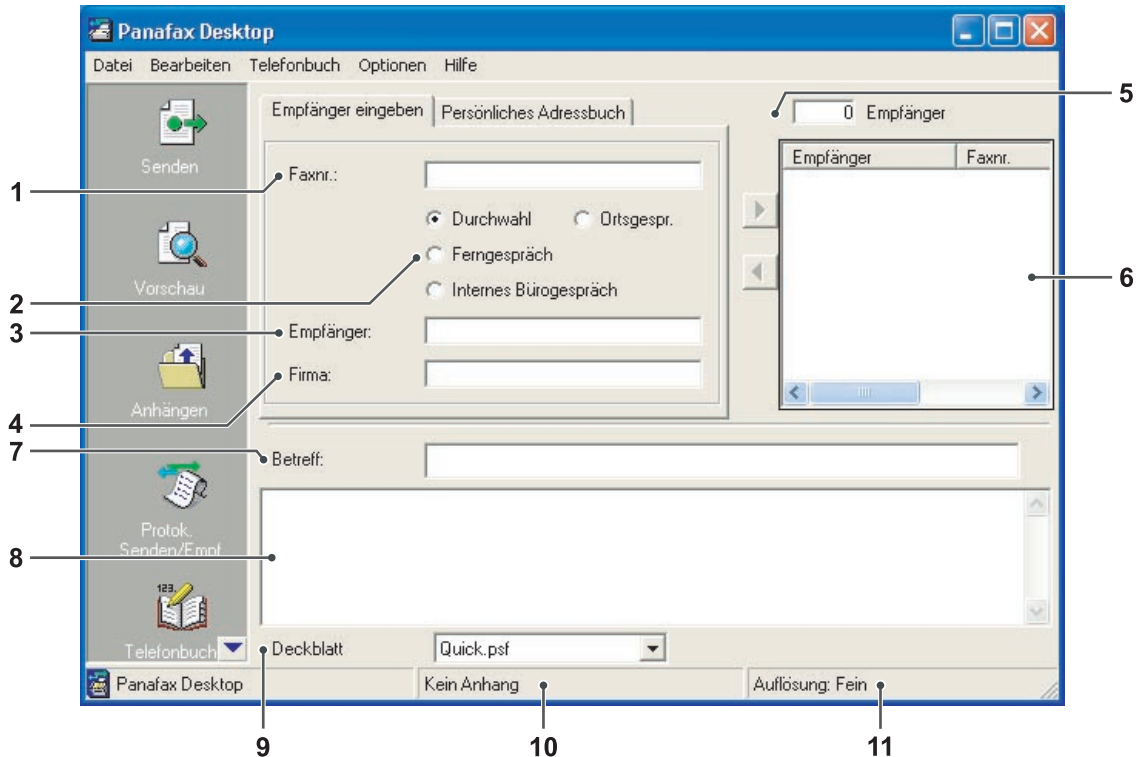 Panafax Desktop
Datei Bearbeiten Telefonbuch Optionen Hilfe
Senden
Vorschau
Anhängen
Protok.
Senden/Empf.
Telefonbuch
Empfänger eingeben Persönliches Adressbuch
1 Faxnr.:
Durchwahl Ortsgespr.
2 Ferngespräch
Internes Bürogespräch
3 Empfänger:
4 Firma:
0 Empfänger 5
Empfänger Faxnr.
6
7 Betreff:
8
Deckblatt Quick.psf
Panafax Desktop Kein Anhang Auflösung: Fein
9 10 11